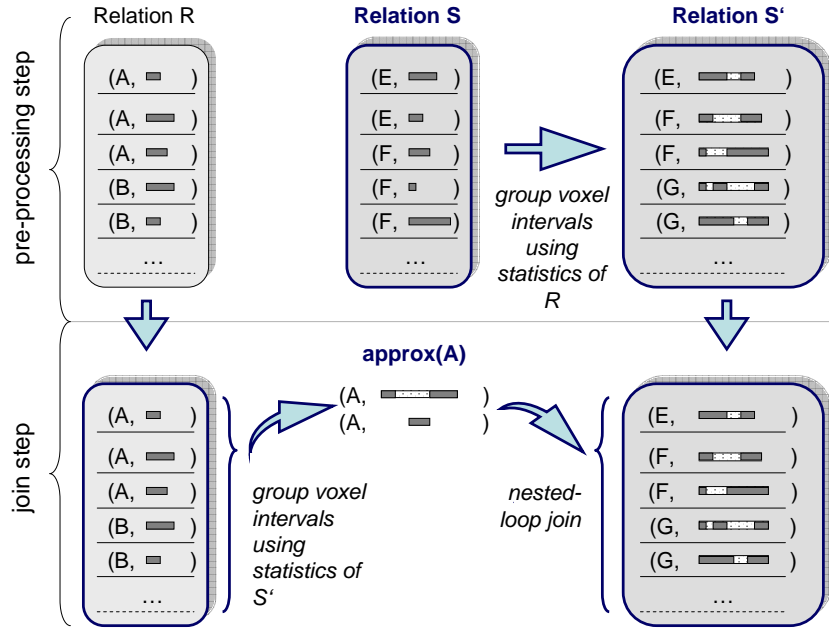 Relation R
Relation S
Relation S‘
pre-processing step
(A, )
(A, )
(A, )
(B, )
(B, )
...
(E, )
(E, )
(F, )
(F, )
(F, )
...
group voxel
intervals
using
statistics of
R
(E, )
(F, )
(F, )
(G, )
(G, )
...
join step
(A, )
(A, )
(A, )
(B, )
(B, )
...
group voxel
intervals
using
statistics of
S‘
approx(A)
(A, )
(A, )
nested-
loop join
(E, )
(F, )
(F, )
(G, )
(G, )
...